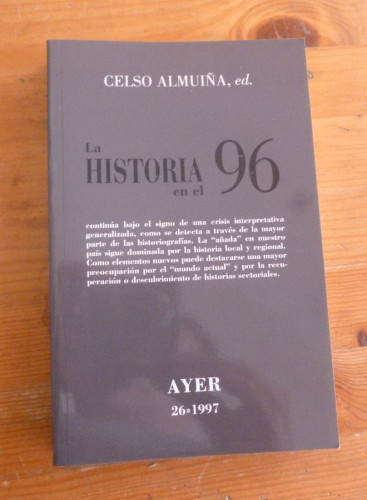 CELSO ALMUIÑA, ed.
La
HISTORIA
en el 96
continúa bajo el signo de una crisis interpretativa
generalizada, como se detecta a través de la mayor
parte de las historiografías. La “añada” en nuestro
país sigue dominada por la historia local y regional.
Como elementos nuevos puede destacarse una mayor
preocupación por el “mundo actual” y por la recu-
peración o descubrimiento de historias sectoriales.
AYER
26*1997